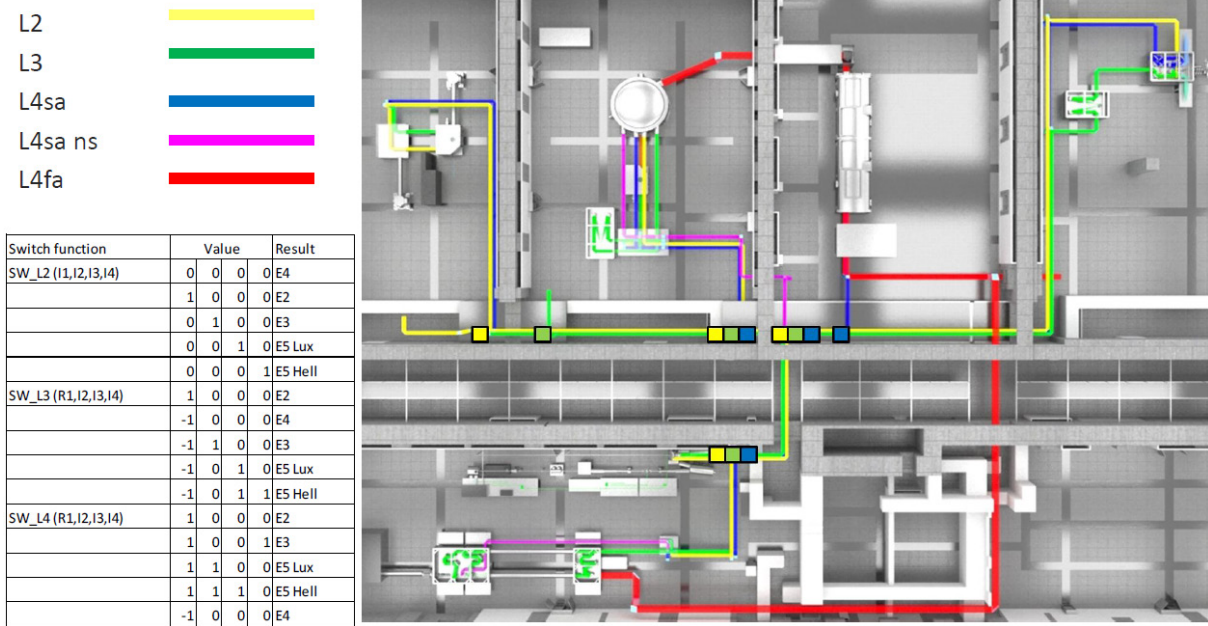 L2
L3
L4sa
L4sa ns
L4fa
Switch function Value Result
SW_L2 (I1,I2,I3,I4) 0 0 0 0 E4
1 0 0 0 E2
0 1 0 0 E3
0 0 1 0 E5 Lux
0 0 0 1 E5 Hell
SW_L3 (R1,I2,I3,I4) 1 0 0 0 E2
-1 0 0 0 E4
-1 1 0 0 E3
-1 0 1 0 E5 Lux
-1 0 1 1 E5 Hell
SW_L4 (R1,I2,I3,I4) 1 0 0 0 E2
1 0 0 1 E3
1 1 0 0 E5 Lux
1 1 1 0 E5 Hell
-1 0 0 0 E4